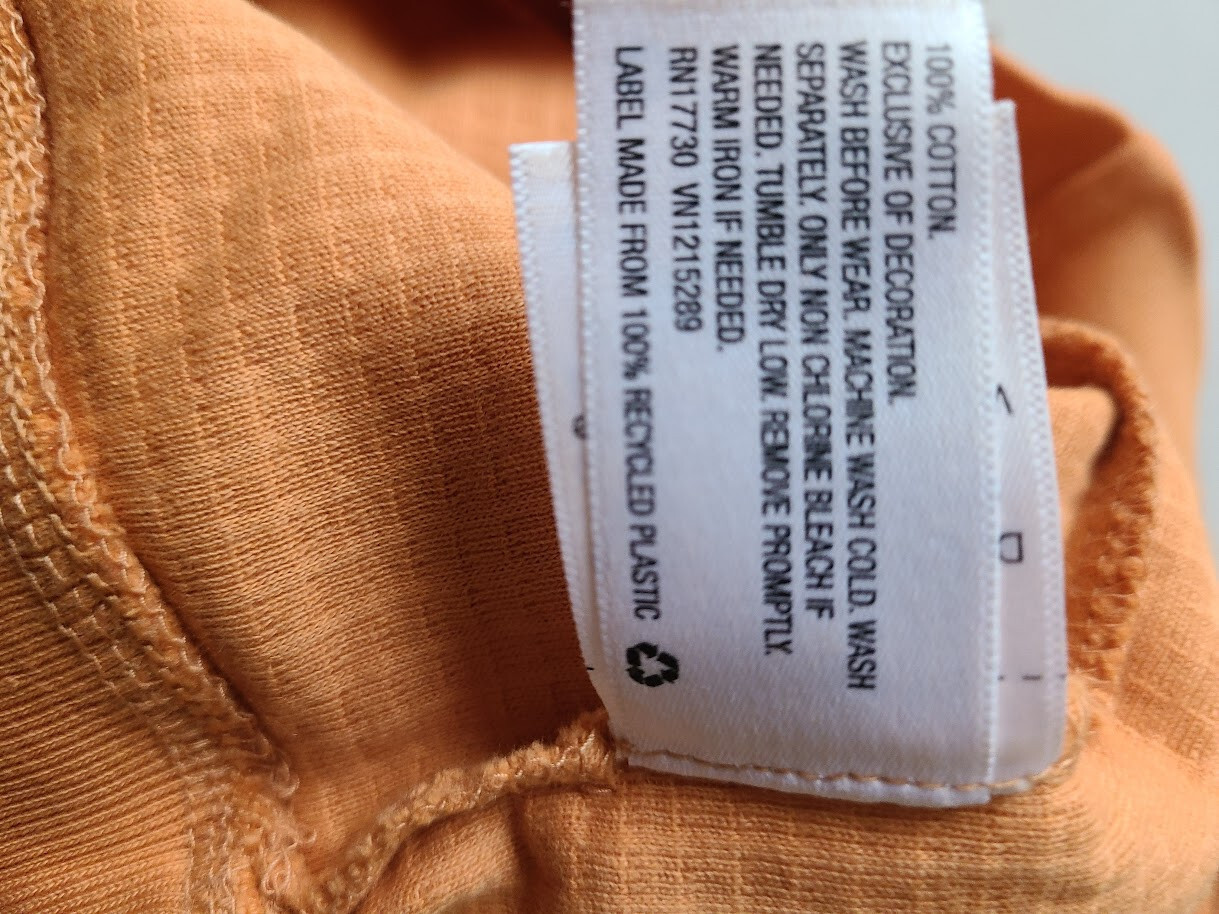 100% COTTON.
EXCLUSIVE OF DECORATION.
WASH BEFORE WEAR. MACHINE WASH COLD. WASH
SEPARATELY. ONLY NON CHLORINE BLEACH IF
NEEDED. TUMBLE DRY LOW. REMOVE PROMPTLY.
WARM IRON IF NEEDED.
RN17730 VN1215289
LABEL MADE FROM 100% RECYCLED PLASTIC